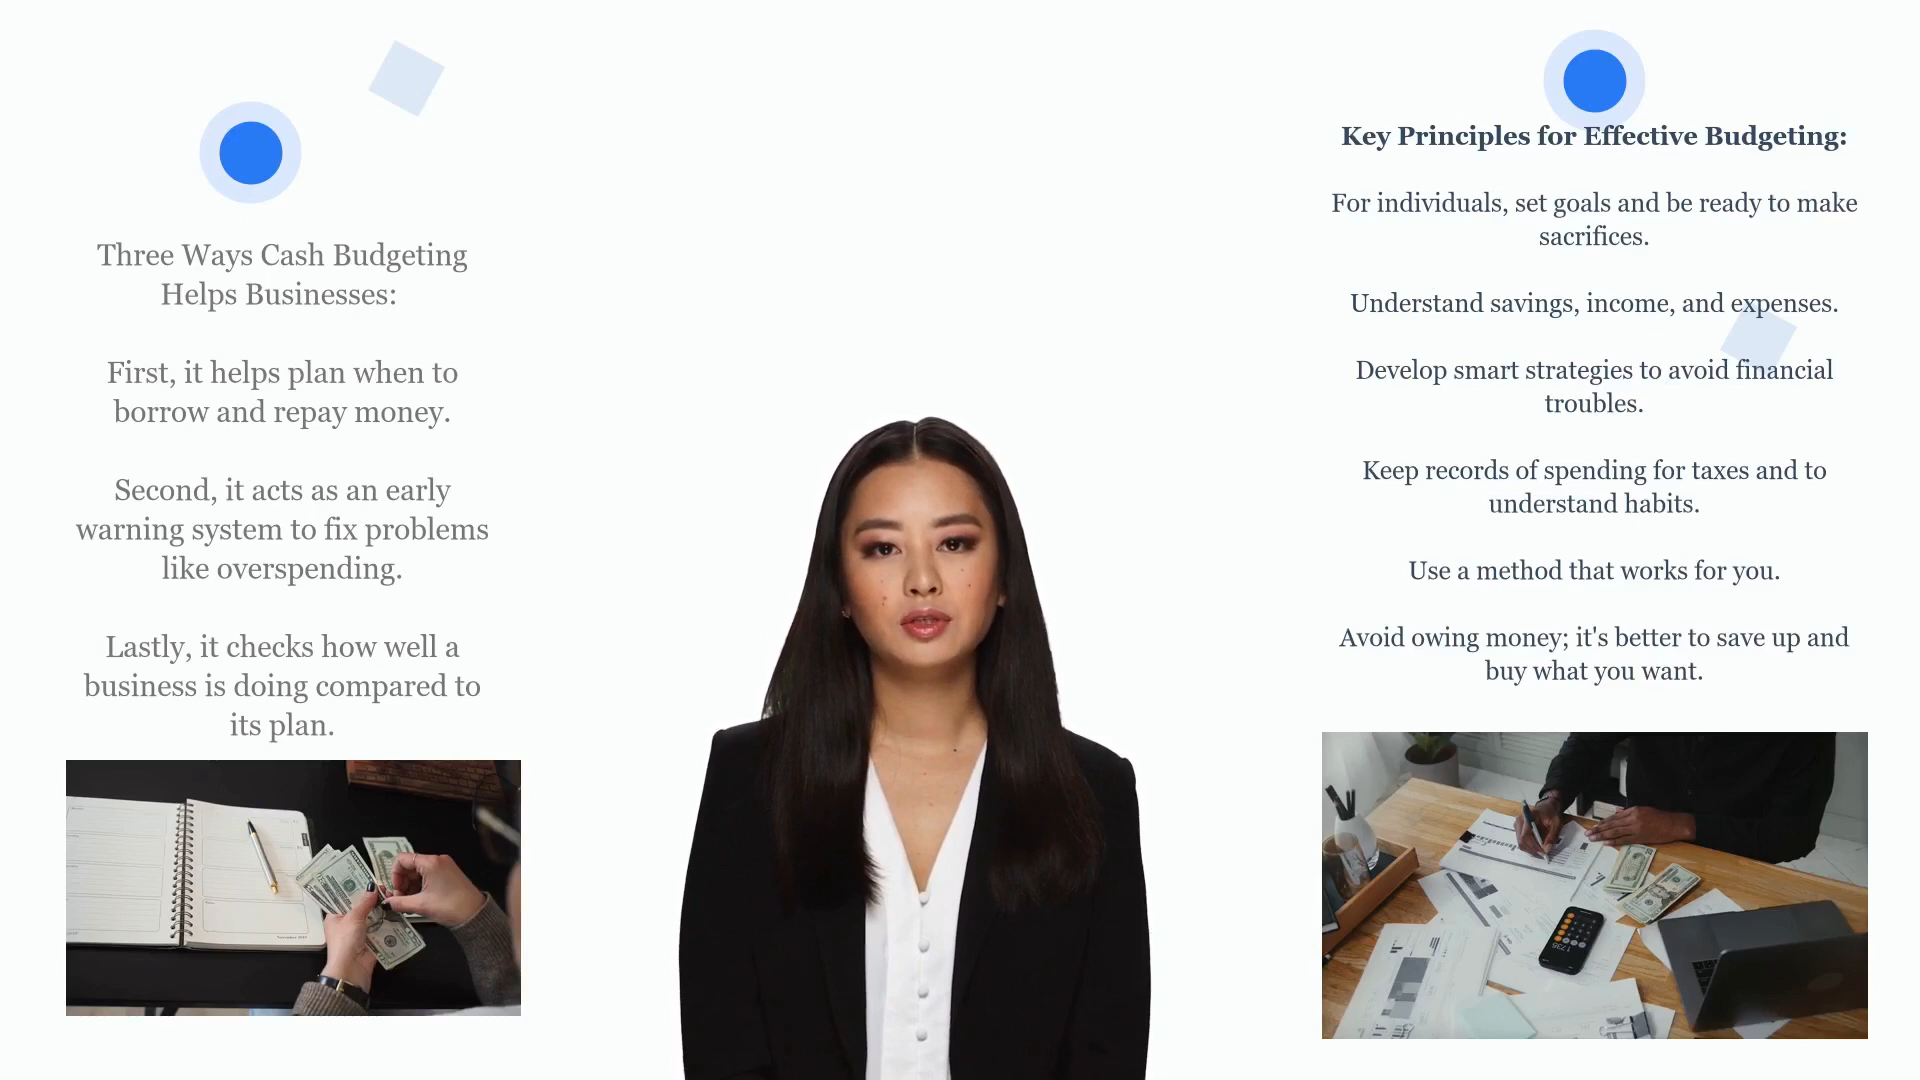 Three Ways Cash Budgeting
Helps Businesses:
First, it helps plan when to
borrow and repay money.
Second, it acts as an early
warning system to fix problems
like overspending.
Lastly, it checks how well a
business is doing compared to
its plan.
Key Principles for Effective Budgeting:
For individuals, set goals and be ready to make
sacrifices.
Understand savings, income, and expenses.
Develop smart strategies to avoid financial
troubles.
Keep records of spending for taxes and to
understand habits.
Use a method that works for you.
Avoid owing money; it's better to save up and
buy what you want.